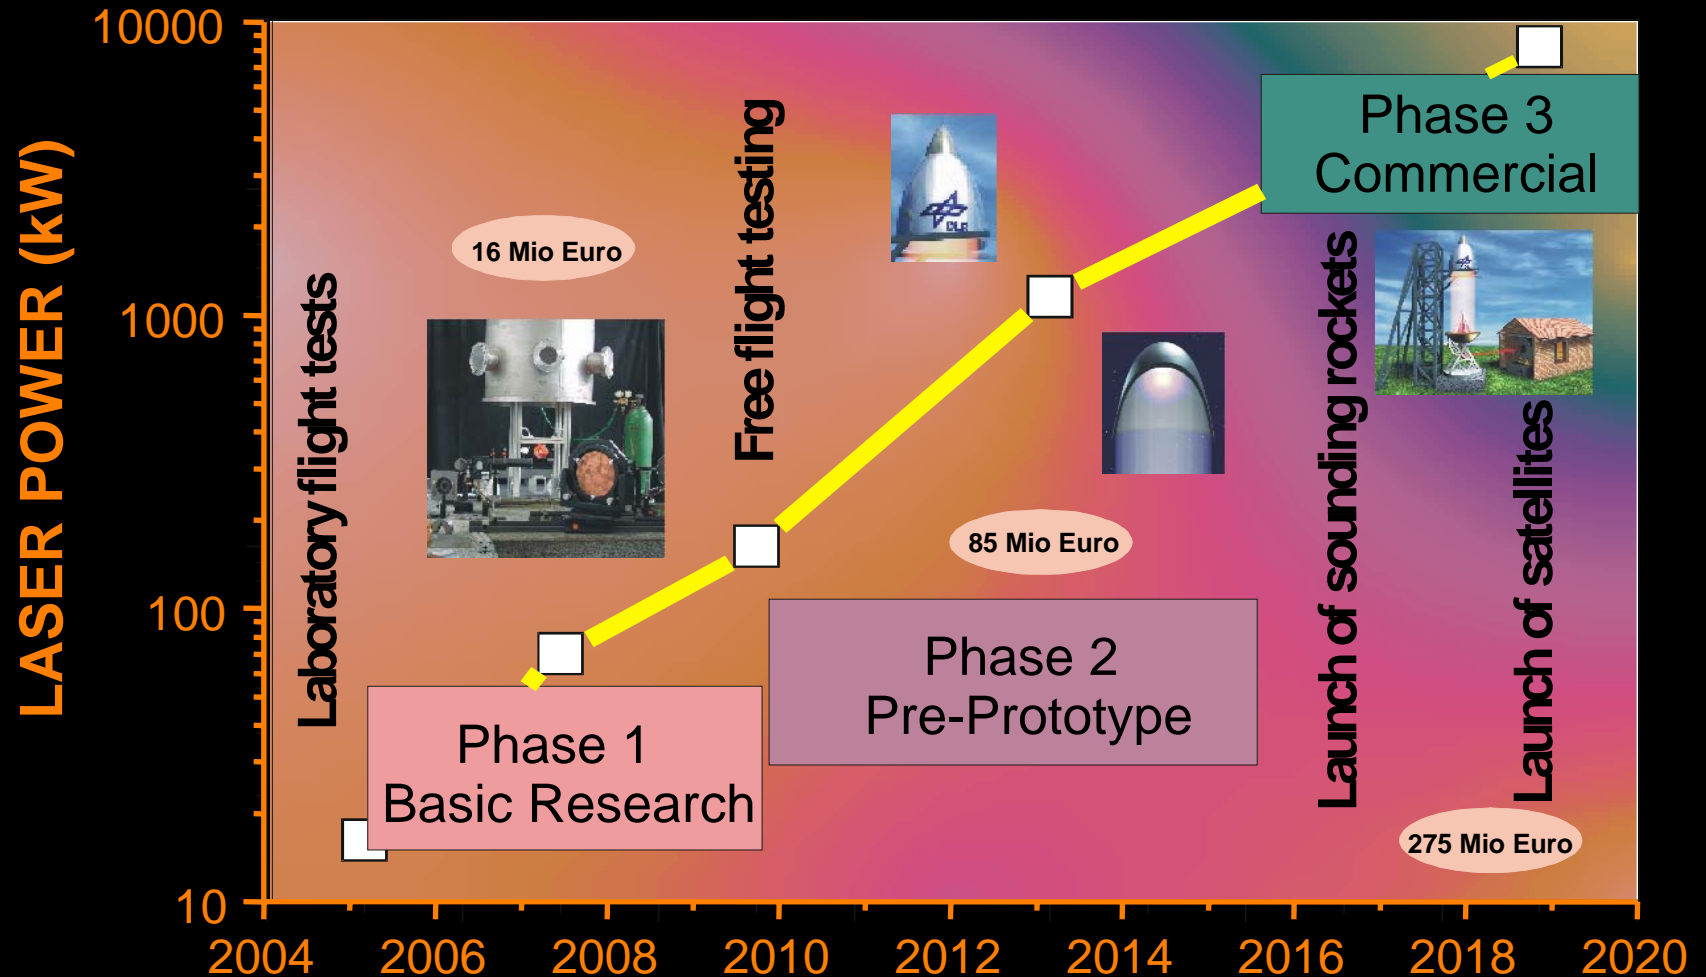 LASER POWER (kW)
10000
1000
100
10
2004
2006
2008
2010
2012
2014
2016
2018
2020
Laboratory flight tests
16 Mio Euro
Free flight testing
Phase 1
Basic Research
DLR
85 Mio Euro
Phase 2
Pre-Prototype
Phase 3
Commercial
Launch of sounding rockets
Launch of satellites
275 Mio Euro